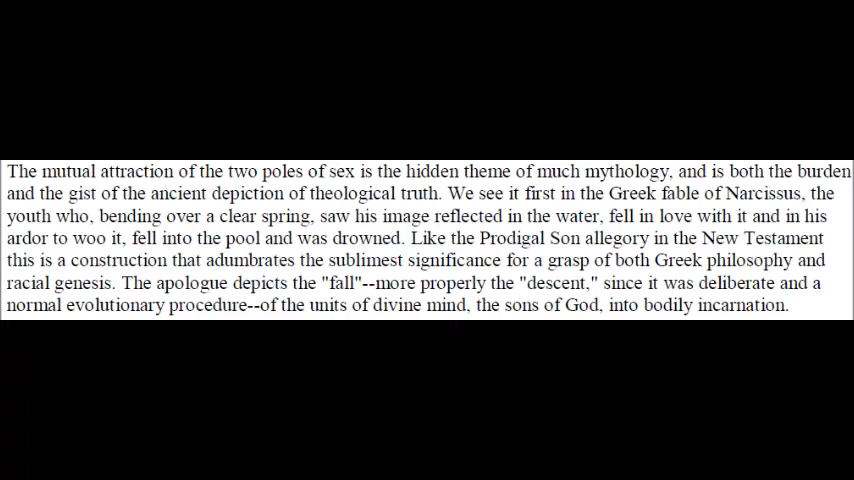 The mutual attraction of the two poles of sex is the hidden theme of much mythology, and is both the burden
and the gist of the ancient depiction of theological truth. We see it first in the Greek fable of Narcissus, the
youth who, bending over a clear spring, saw his image reflected in the water, fell in love with it and in his
ardor to woo it, fell into the pool and was drowned. Like the Prodigal Son allegory in the New Testament
this is a construction that adumbrates the sublimest significance for a grasp of both Greek philosophy and
racial genesis. The apologue depicts the "fall"--more properly the "descent," since it was deliberate and a
normal evolutionary procedure--of the units of divine mind, the sons of God, into bodily incarnation.